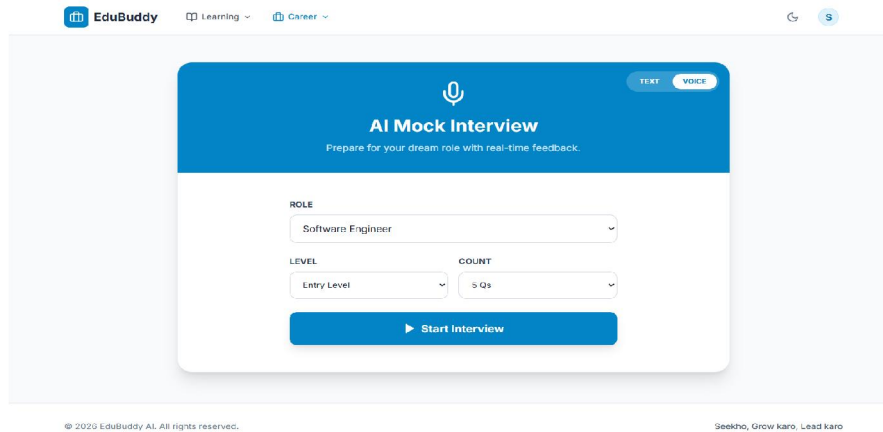 EduBuddy Learning Career S
TEXT VOICE
AI Mock Interview
Prepare for your dream role with real-time feedback.
ROLE
Software Engineer
LEVEL COUNT
Entry Level 5 Qs
Start Interview
© 2026 EduBuddy AI. All rights reserved. Seekho, Grow karo, Lead karo